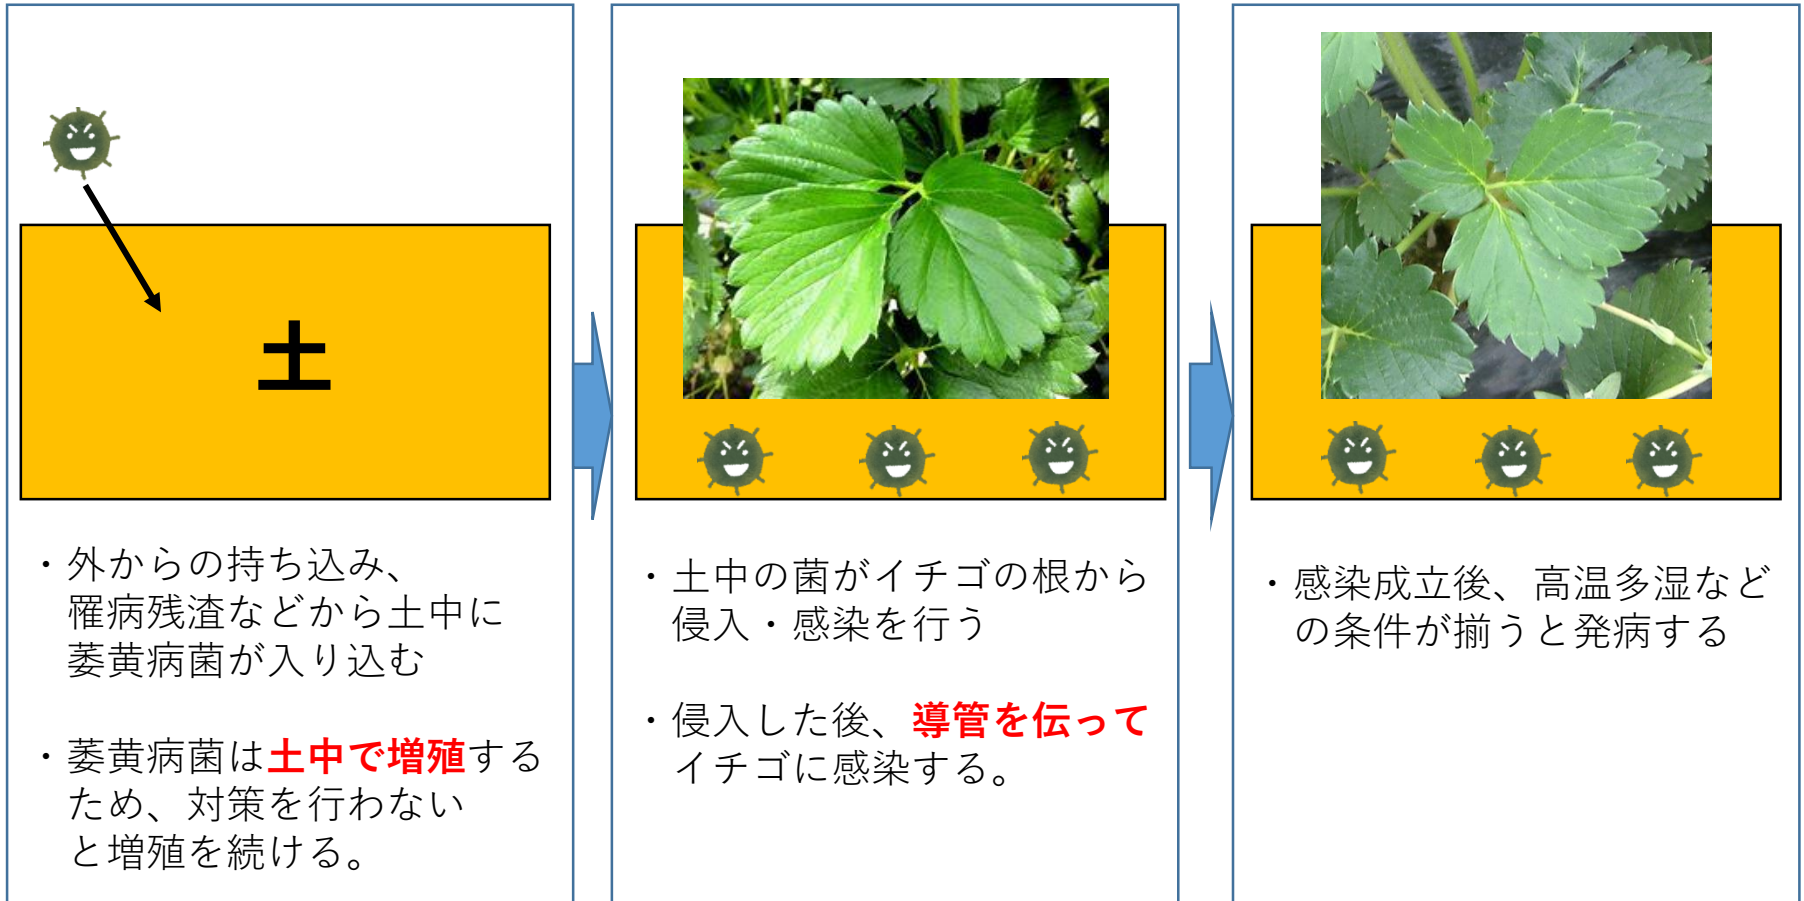 土
・外からの持ち込み、
罹病残渣などから土中に
萎黄病菌が入り込む
・萎黄病菌は土中で増殖する
ため、対策を行わない
と増殖を続ける。
・土中の菌がイチゴの根から
侵入・感染を行う
・侵入した後、導管を伝って
イチゴに感染する。
・感染成立後、高温多湿など
の条件が揃うと発病する